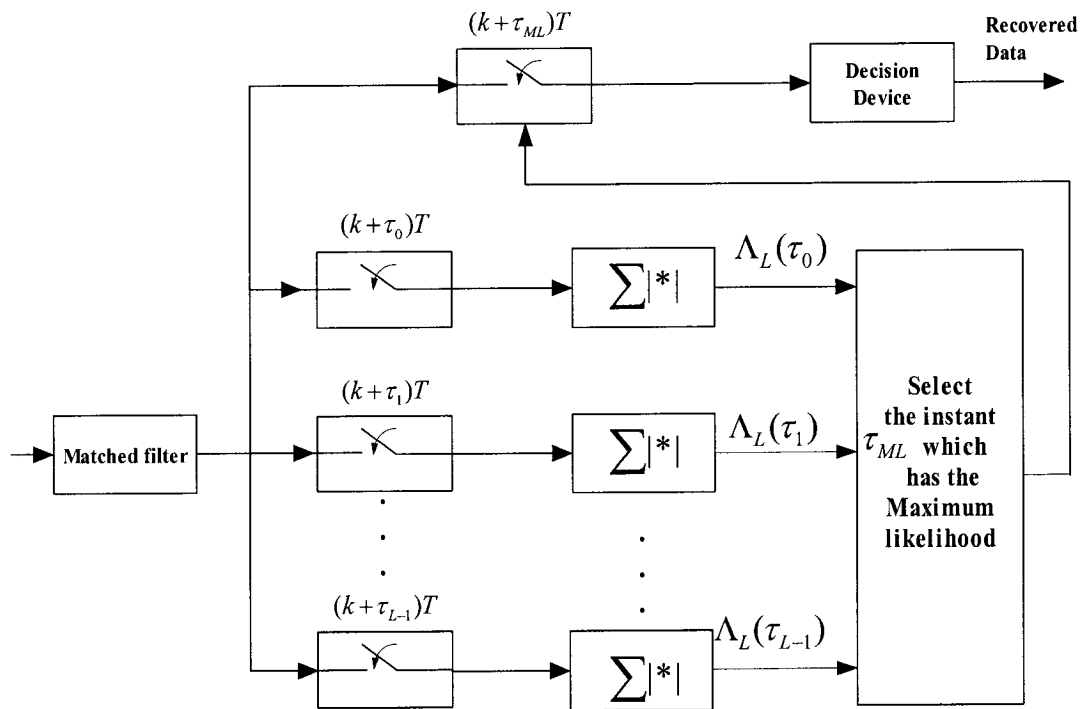 (k + τ_ML)T
Recovered
Data
Decision
Device
(k + τ_0)T
∑|*|
Λ_L(τ_0)
Matched filter
(k + τ_1)T
∑|*|
Λ_L(τ_1)
Select
the instant
τ_ML which
has the
Maximum
likelihood
(k + τ_{L-1})T
∑|*|
Λ_L(τ_{L-1})